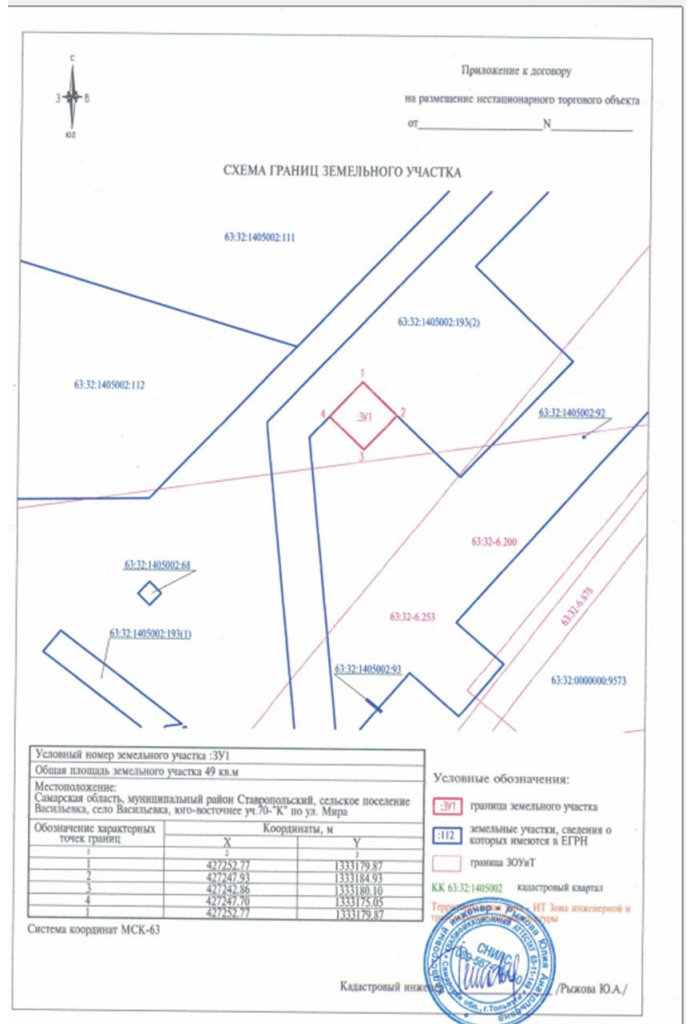 С
З В
ЮГ
Приложение к договору
на размещение нестационарного торгового объекта
от____________________N_____________
СХЕМА ГРАНИЦ ЗЕМЕЛЬНОГО УЧАСТКА
63:32:1405002:111
63:32:1405002:193(2)
63:32:1405002:112
1
4 :ЗУ1 2
3
63:32:1405002:92
63:32-6.200
63:32:1405002:68
63:32-6.253
63:32-6.878
63:32:1405002:193(1)
63:32:1405002:93
63:32:0000000:9573
Условный номер земельного участка :ЗУ1
Общая площадь земельного участка 49 кв.м
Местоположение:
Самарская область, муниципальный район Ставропольский, сельское поселение
Васильевка, село Васильевка, юго-восточнее уч.70-"К" по ул. Мира
Обозначение характерных точек границ Координаты, м
X Y
1 2 3
1 427252.77 1333179.87
2 427247.93 1333184.93
3 427242.86 1333180.10
4 427247.70 1333175.05
1 427252.77 1333179.87
Система координат МСК-63
Условные обозначения:
:ЗУ1 граница земельного участка
:112 земельные участки, сведения о
которых имеются в ЕГРН
граница ЗОУиТ
КК 63:32:1405002 кадастровый квартал
ИТ Зона инженерной и
Кадастровый инженер
СНИЛС
/Рыжова Ю.А./